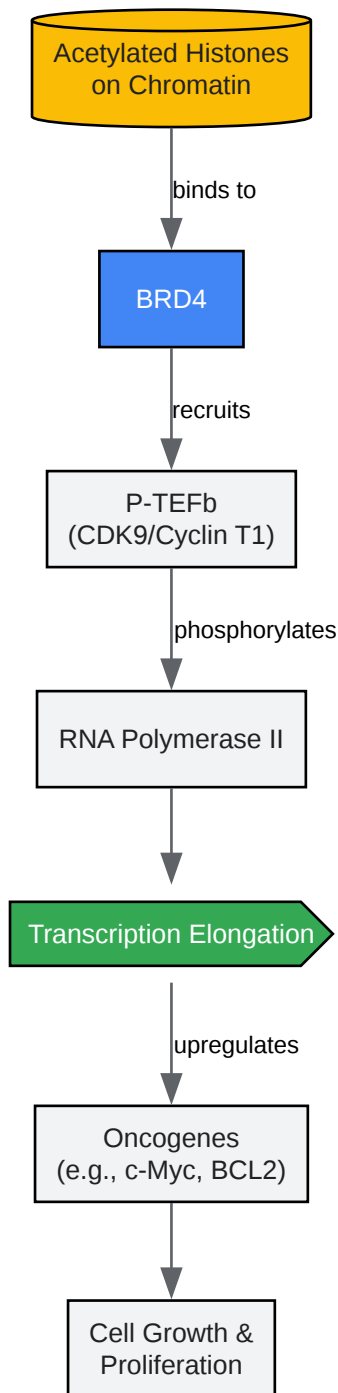 Acetylated Histones
on Chromatin
binds to
BRD4
recruits
P-TEFb
(CDK9/Cyclin T1)
phosphorylates
RNA Polymerase II
Transcription Elongation
upregulates
Oncogenes
(e.g., c-Myc, BCL2)
Cell Growth &
Proliferation